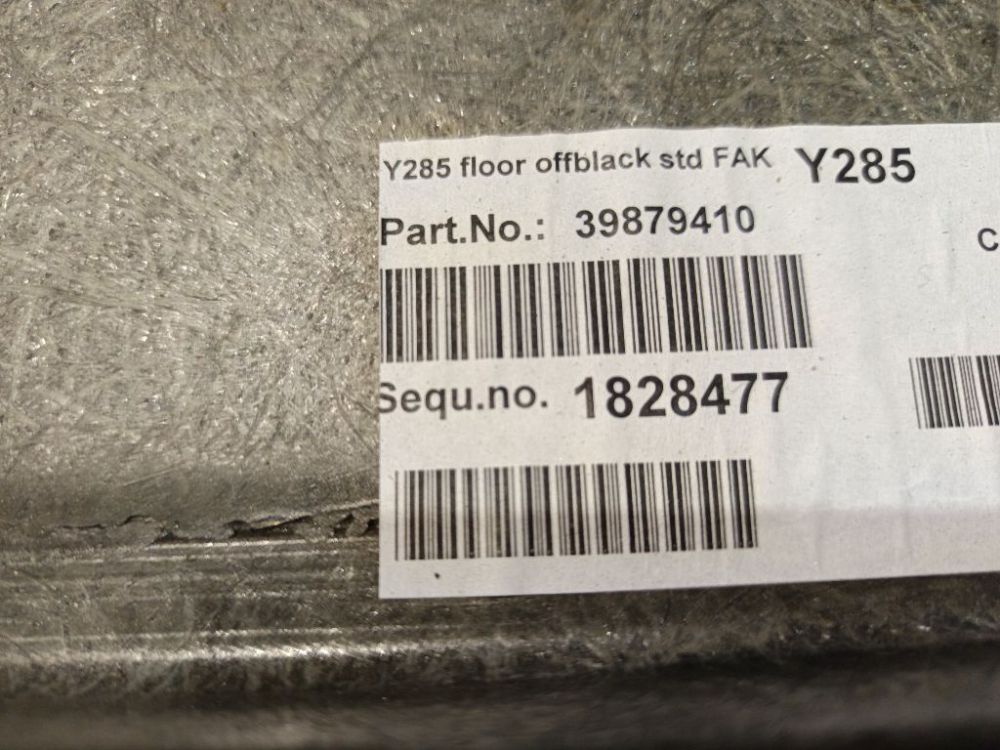 Y285 floor offblack std FAK Y285
Part.No.: 39879410
C
Sequ.no. 1828477